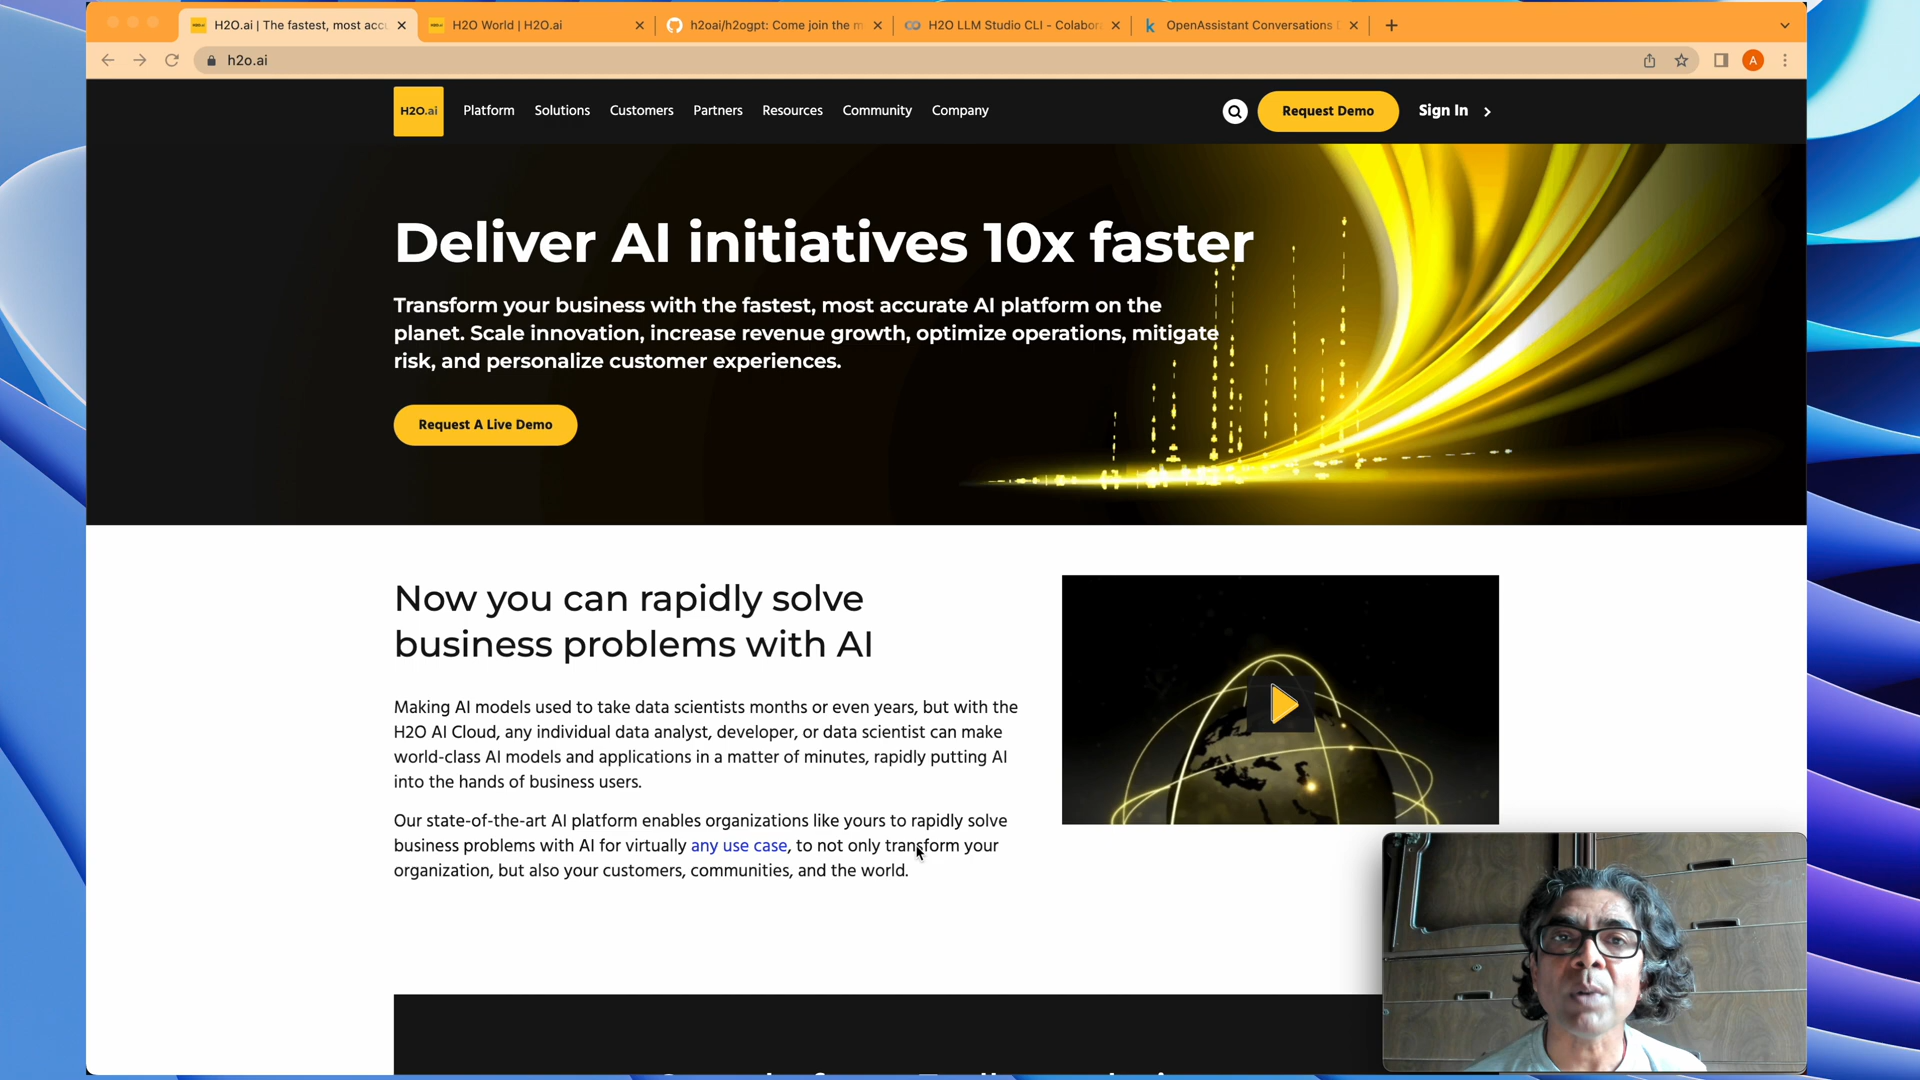 H2O.ai | The fastest, most accu
H2O World | H2O.ai
h2oai/h2ogpt: Come join the m
H2O LLM Studio CLI - Colabora
OpenAssistant Conversations D
h2o.ai
A
H2O.ai
Platform
Solutions
Customers
Partners
Resources
Community
Company
Request Demo
Sign In
Deliver AI initiatives 10x faster
Transform your business with the fastest, most accurate AI platform on the
planet. Scale innovation, increase revenue growth, optimize operations, mitigate
risk, and personalize customer experiences.
Request A Live Demo
Now you can rapidly solve
business problems with AI
Making AI models used to take data scientists months or even years, but with the
H2O AI Cloud, any individual data analyst, developer, or data scientist can make
world-class AI models and applications in a matter of minutes, rapidly putting AI
into the hands of business users.
Our state-of-the-art AI platform enables organizations like yours to rapidly solve
business problems with AI for virtually any use case, to not only transform your
organization, but also your customers, communities, and the world.